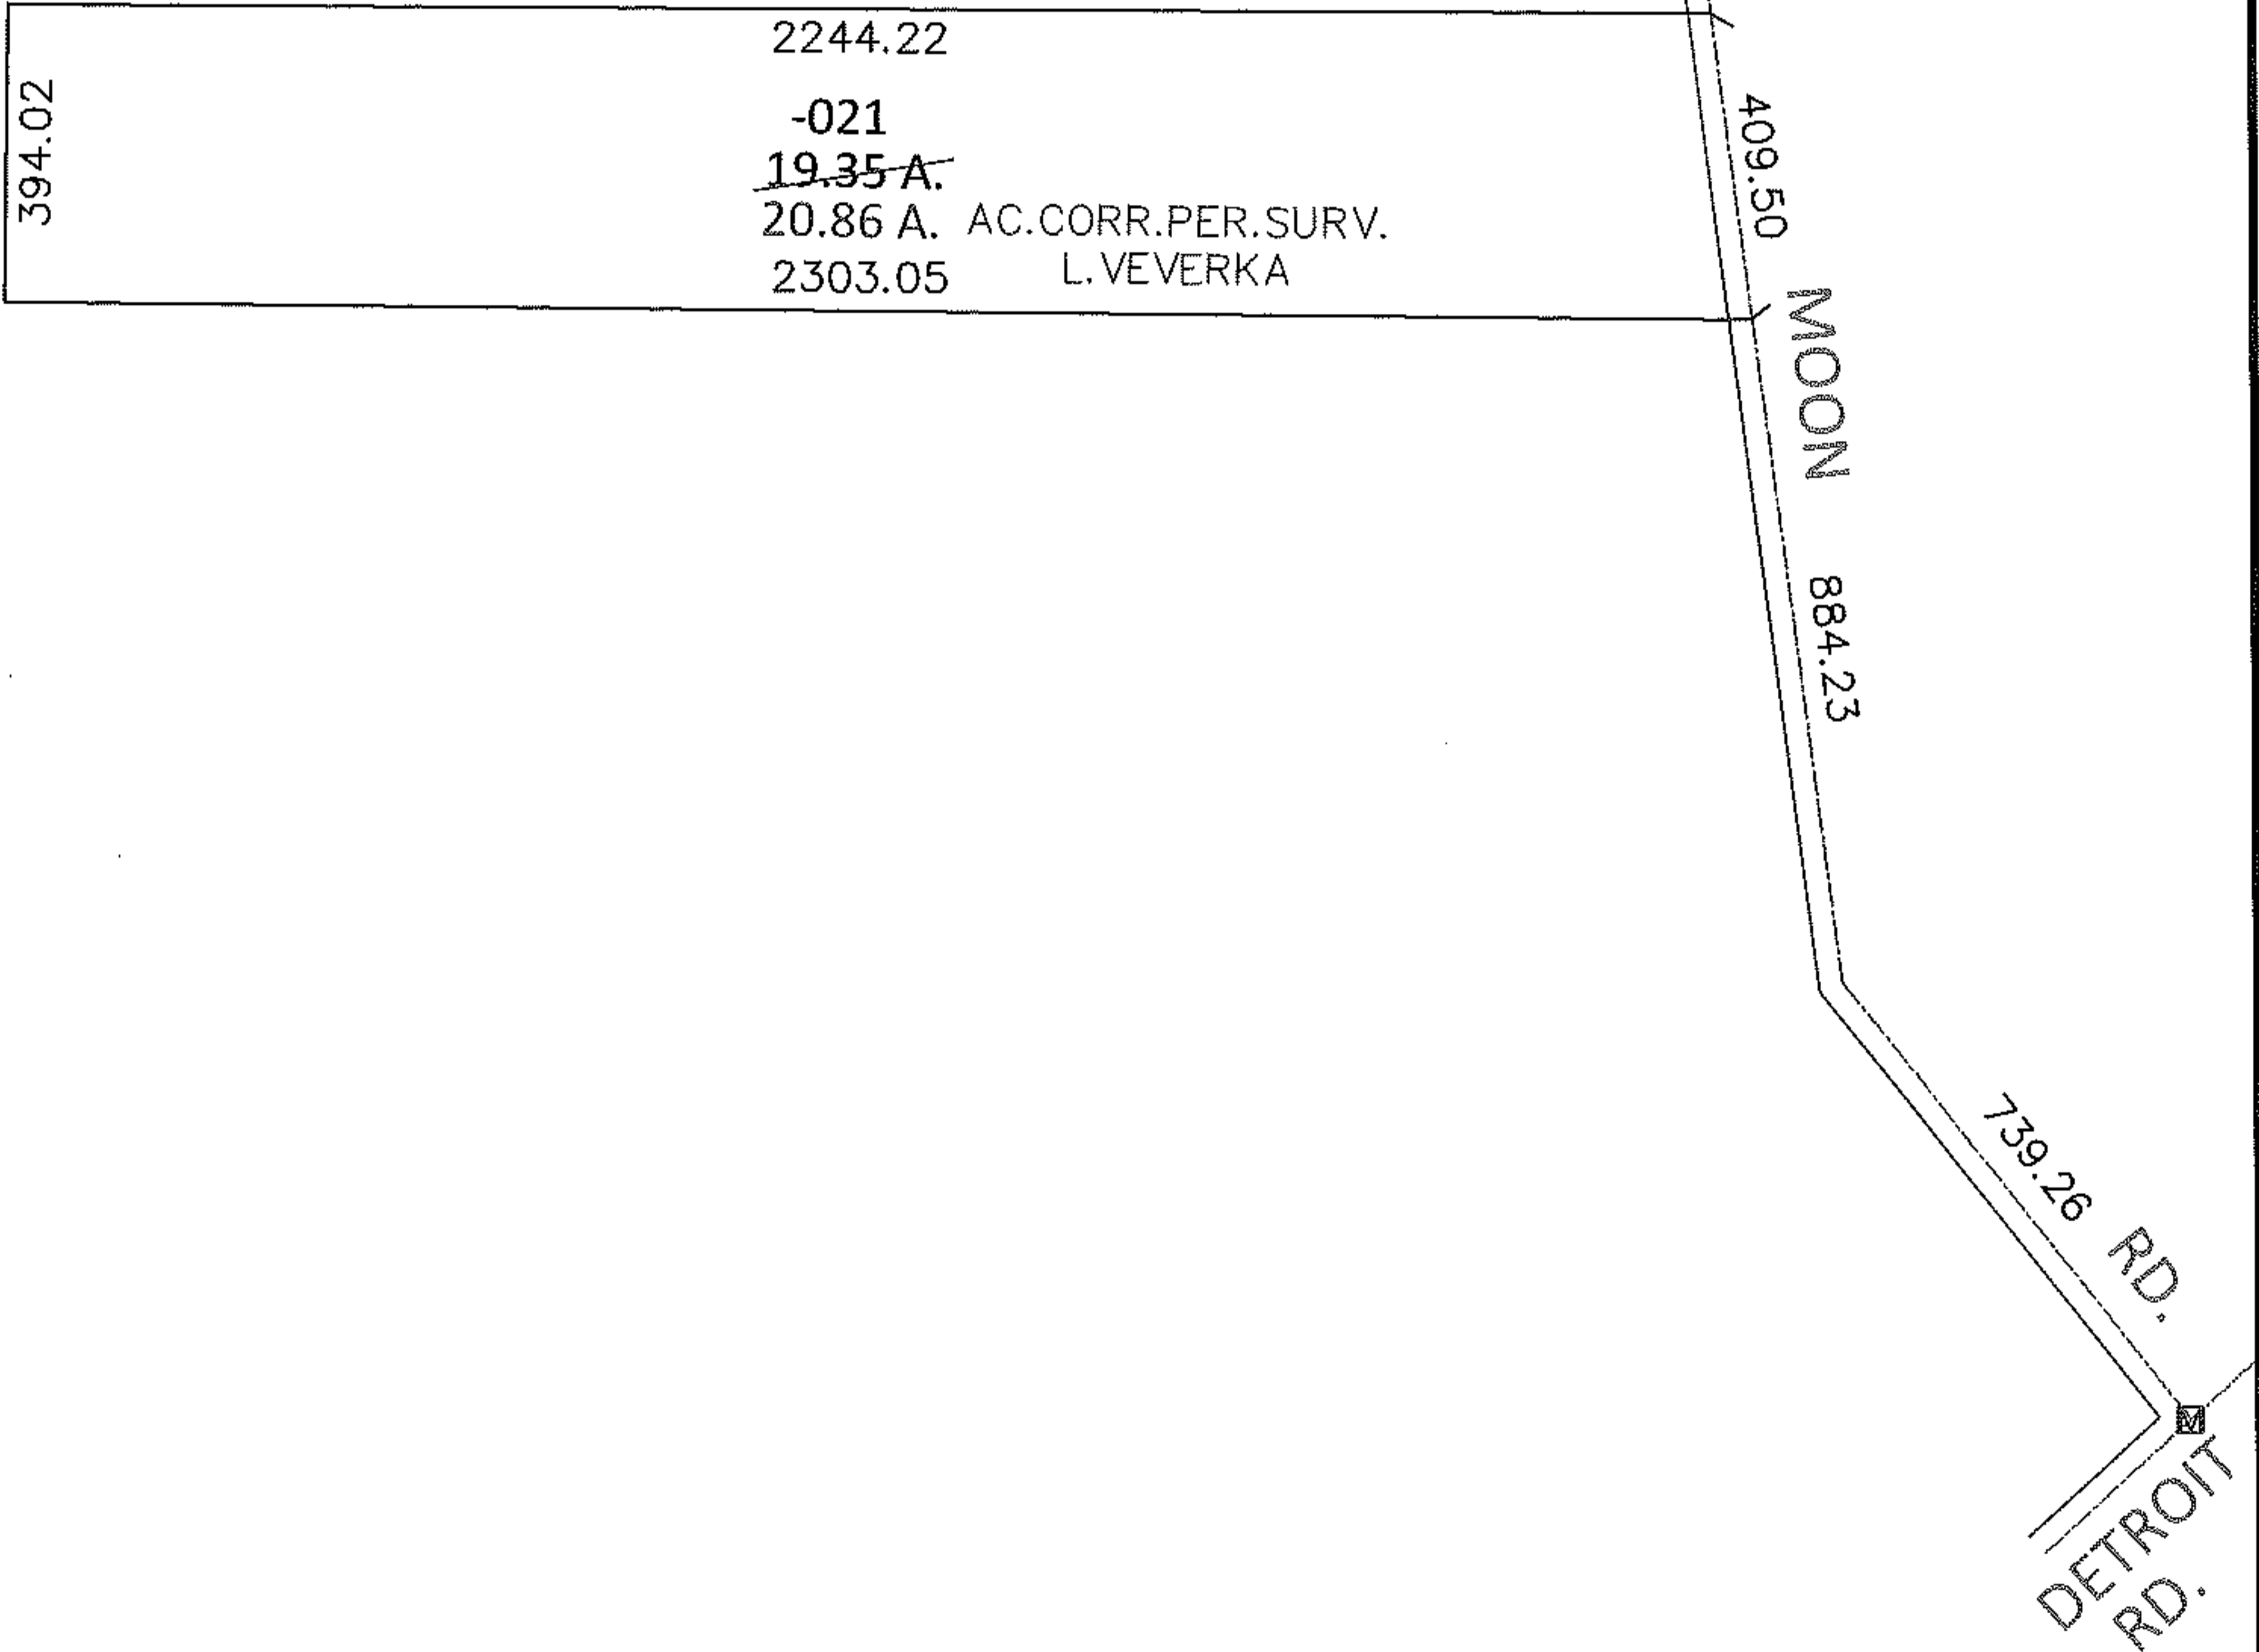 2244.22
394.02
-021
19.35 A.
20.86 A. AC.CORR.PER.SURV.
2303.05 L.VEVERKA
409.50
MOON
884.23
739.26
RD.
M
DETROIT
RD.